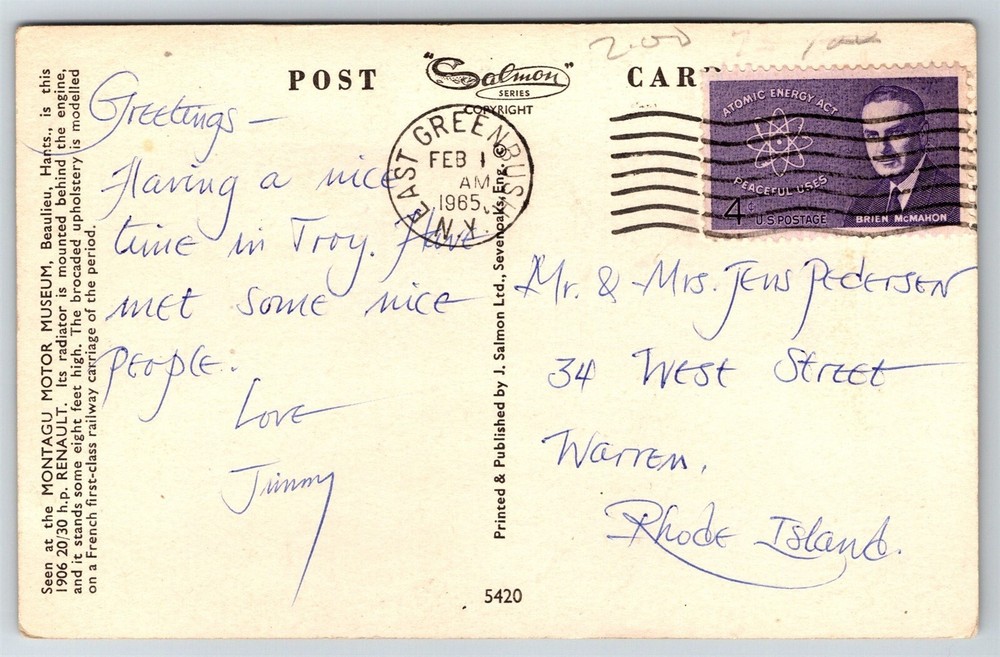 2.00
POST CARD
"Salmon"
SERIES
COPYRIGHT
Seen at the MONTAGU MOTOR MUSEUM, Beaulieu, Hants., is this
1906 20/30 h.p. RENAULT. Its radiator is mounted behind the engine,
and it stands some eight feet high. The broaded upholstery is modelled
on a French first-class railway carriage of the period.
Greetings —
Having a nice
time in Troy. Have
met some nice
people.
Love
Jimmy
EAST GREENBUSH
FEB 1
AM
1965
N.Y.
ATOMIC ENERGY ACT
PEACEFUL USES
4¢ U.S. POSTAGE
BRIEN McMAHON
Printed & Published by J. Salmon Ltd., Sevenoaks, Eng. ©
Mr. & Mrs. Jens Pedersen
34 West Street
Warren,
Rhode Island.
5420